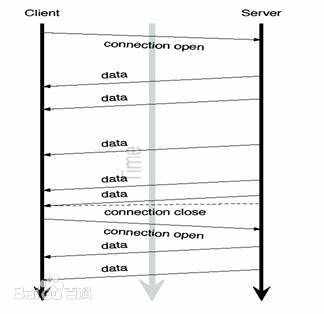 Client
Server
connection open
data
data
Time
data
data
data
connection close
connection open
data
data
Bai百科